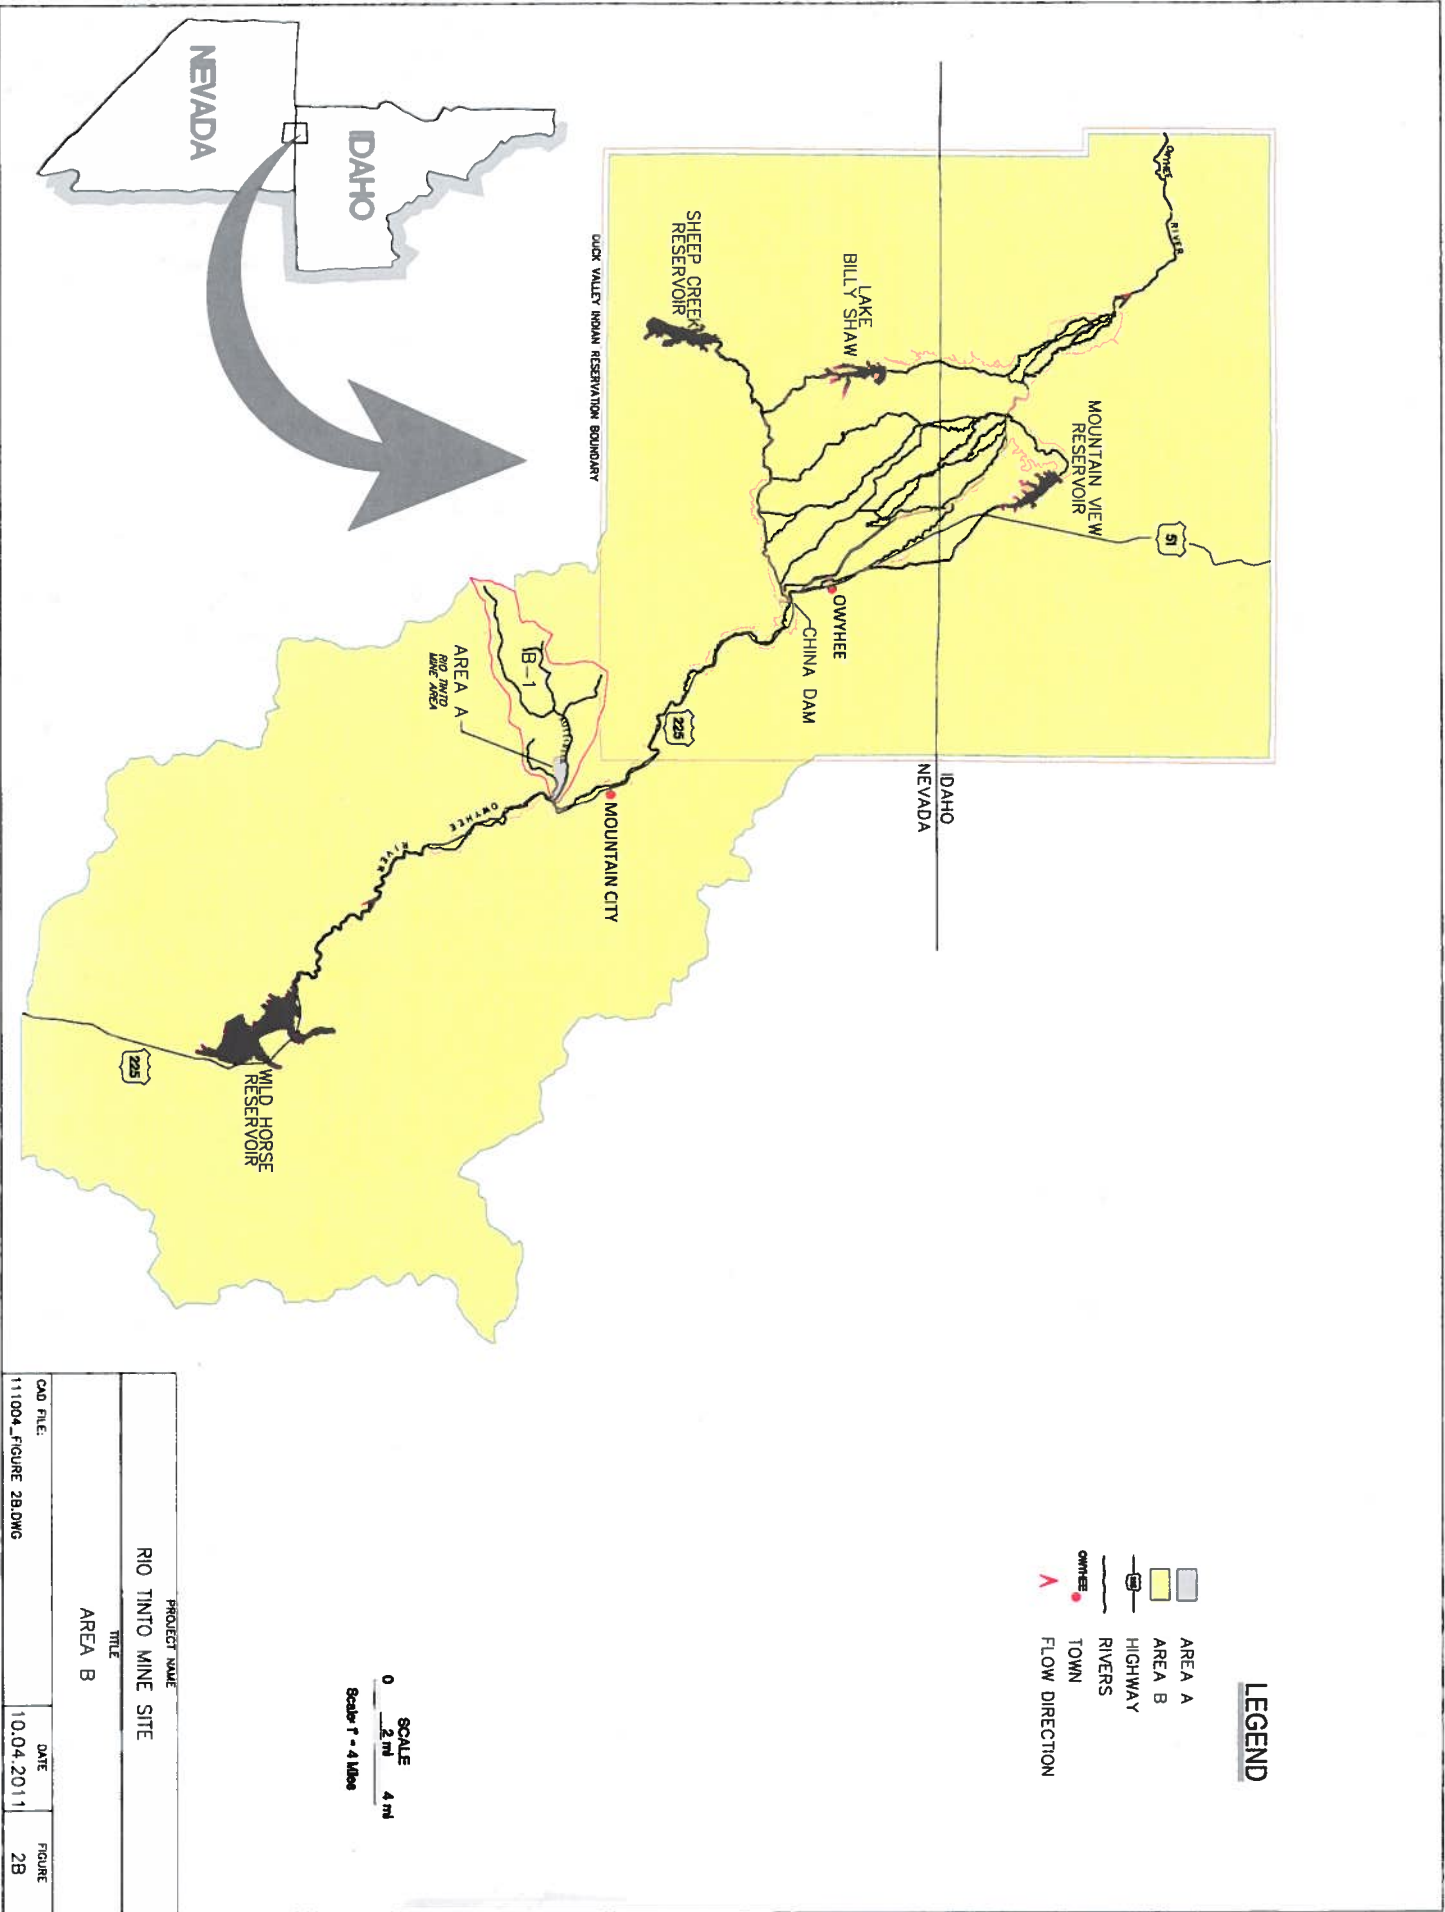 LEGEND
AREA A
AREA B
HIGHWAY
RIVERS
OWYHEE
TOWN
FLOW DIRECTION
OWYHEE
RIVER
51
MOUNTAIN VIEW
RESERVOIR
IDAHO
NEVADA
LAKE
BILLY SHAW
OWYHEE
CHINA DAM
SHEEP CREEK
RESERVOIR
225
DUCK VALLEY INDIAN RESERVATION BOUNDARY
MOUNTAIN CITY
B-1
AREA A
RIO TINTO
MINE AREA
OWYHEE
RIVER
WILD HORSE
RESERVOIR
225
IDAHO
NEVADA
SCALE
0 2 mi 4 mi
Scale: 1" = 4 Miles
PROJECT NAME
RIO TINTO MINE SITE
TITLE
AREA B
CAD FILE:
111004_FIGURE 2B.DWG
DATE
10.04.2011
FIGURE
2B